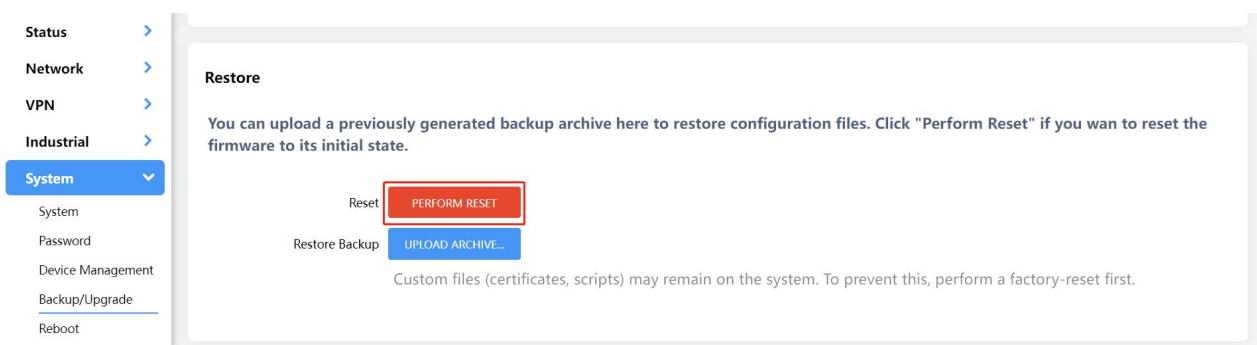 Status
Network
VPN
Industrial
System
System
Password
Device Management
Backup/Upgrade
Reboot
Restore
You can upload a previously generated backup archive here to restore configuration files. Click "Perform Reset" if you wan to reset the
firmware to its initial state.
Reset PERFORM RESET
Restore Backup UPLOAD ARCHIVE...
Custom files (certificates, scripts) may remain on the system. To prevent this, perform a factory-reset first.